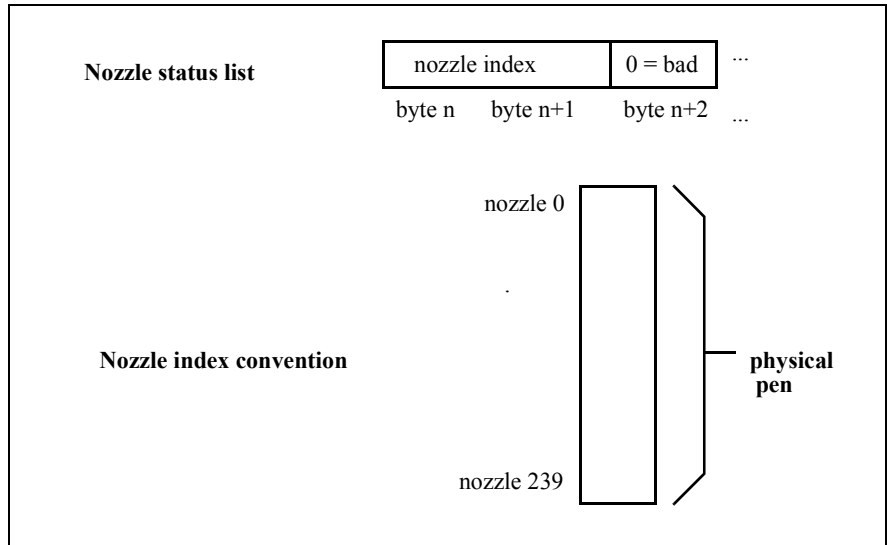 Nozzle status list
nozzle index 0 = bad ...
byte n byte n+1 byte n+2 ...
nozzle 0
.
Nozzle index convention
physical
pen
nozzle 239